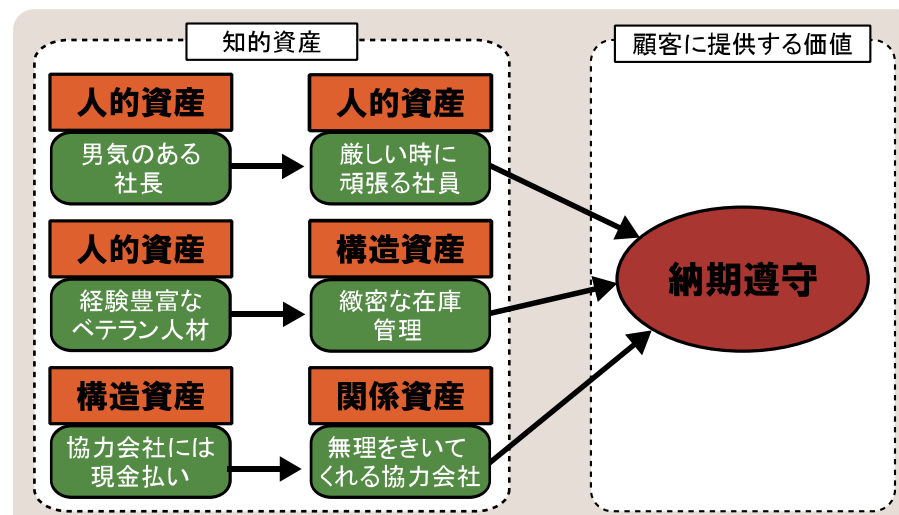 知的資産
顧客に提供する価値
人的資産
男気のある
社長
人的資産
厳しい時に
頑張る社員
人的資産
経験豊富な
ベテラン人材
構造資産
緻密な在庫
管理
構造資産
協力会社には
現金払い
関係資産
無理をきいて
くれる協力会社
納期遵守